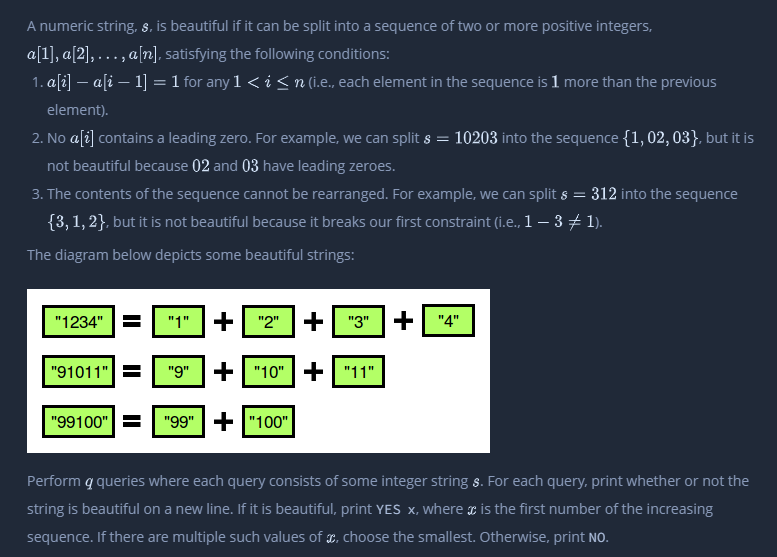 A numeric string, s, is beautiful if it can be split into a sequence of two or more positive integers,
a[1], a[2], . . . , a[n], satisfying the following conditions:
1. a[i] − a[i − 1] = 1 for any 1 < i ≤ n (i.e., each element in the sequence is 1 more than the previous
element).
2. No a[i] contains a leading zero. For example, we can split s = 10203 into the sequence {1, 02, 03}, but it is
not beautiful because 02 and 03 have leading zeroes.
3. The contents of the sequence cannot be rearranged. For example, we can split s = 312 into the sequence
{3, 1, 2}, but it is not beautiful because it breaks our first constraint (i.e., 1 − 3 ≠ 1).
The diagram below depicts some beautiful strings:
"1234" = "1" + "2" + "3" + "4"
"91011" = "9" + "10" + "11"
"99100" = "99" + "100"
Perform q queries where each query consists of some integer string s. For each query, print whether or not the
string is beautiful on a new line. If it is beautiful, print YES x, where x is the first number of the increasing
sequence. If there are multiple such values of x, choose the smallest. Otherwise, print NO.